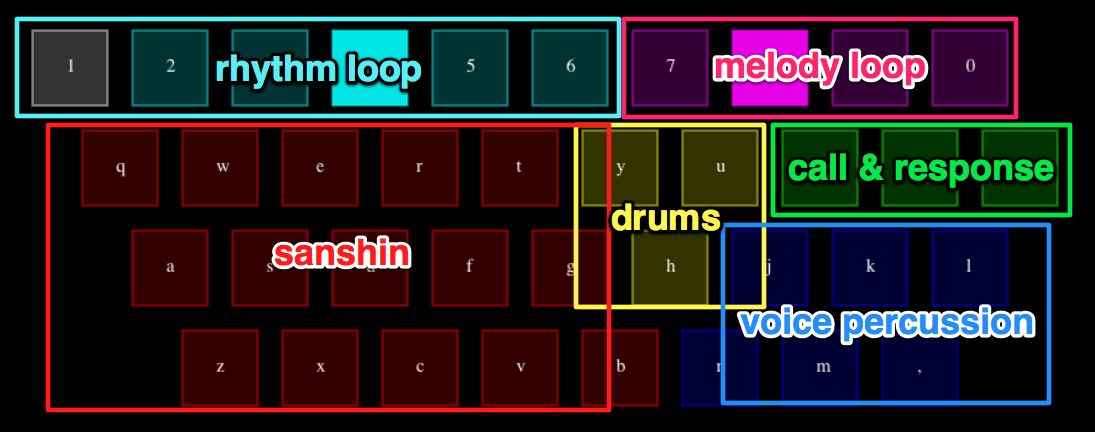 1 2 rhythm loop 5 6 7 melody loop 0
q w e r t y u call & response
drums
a s sanshin f g h j k l
voice percussion
z x c v b m ,